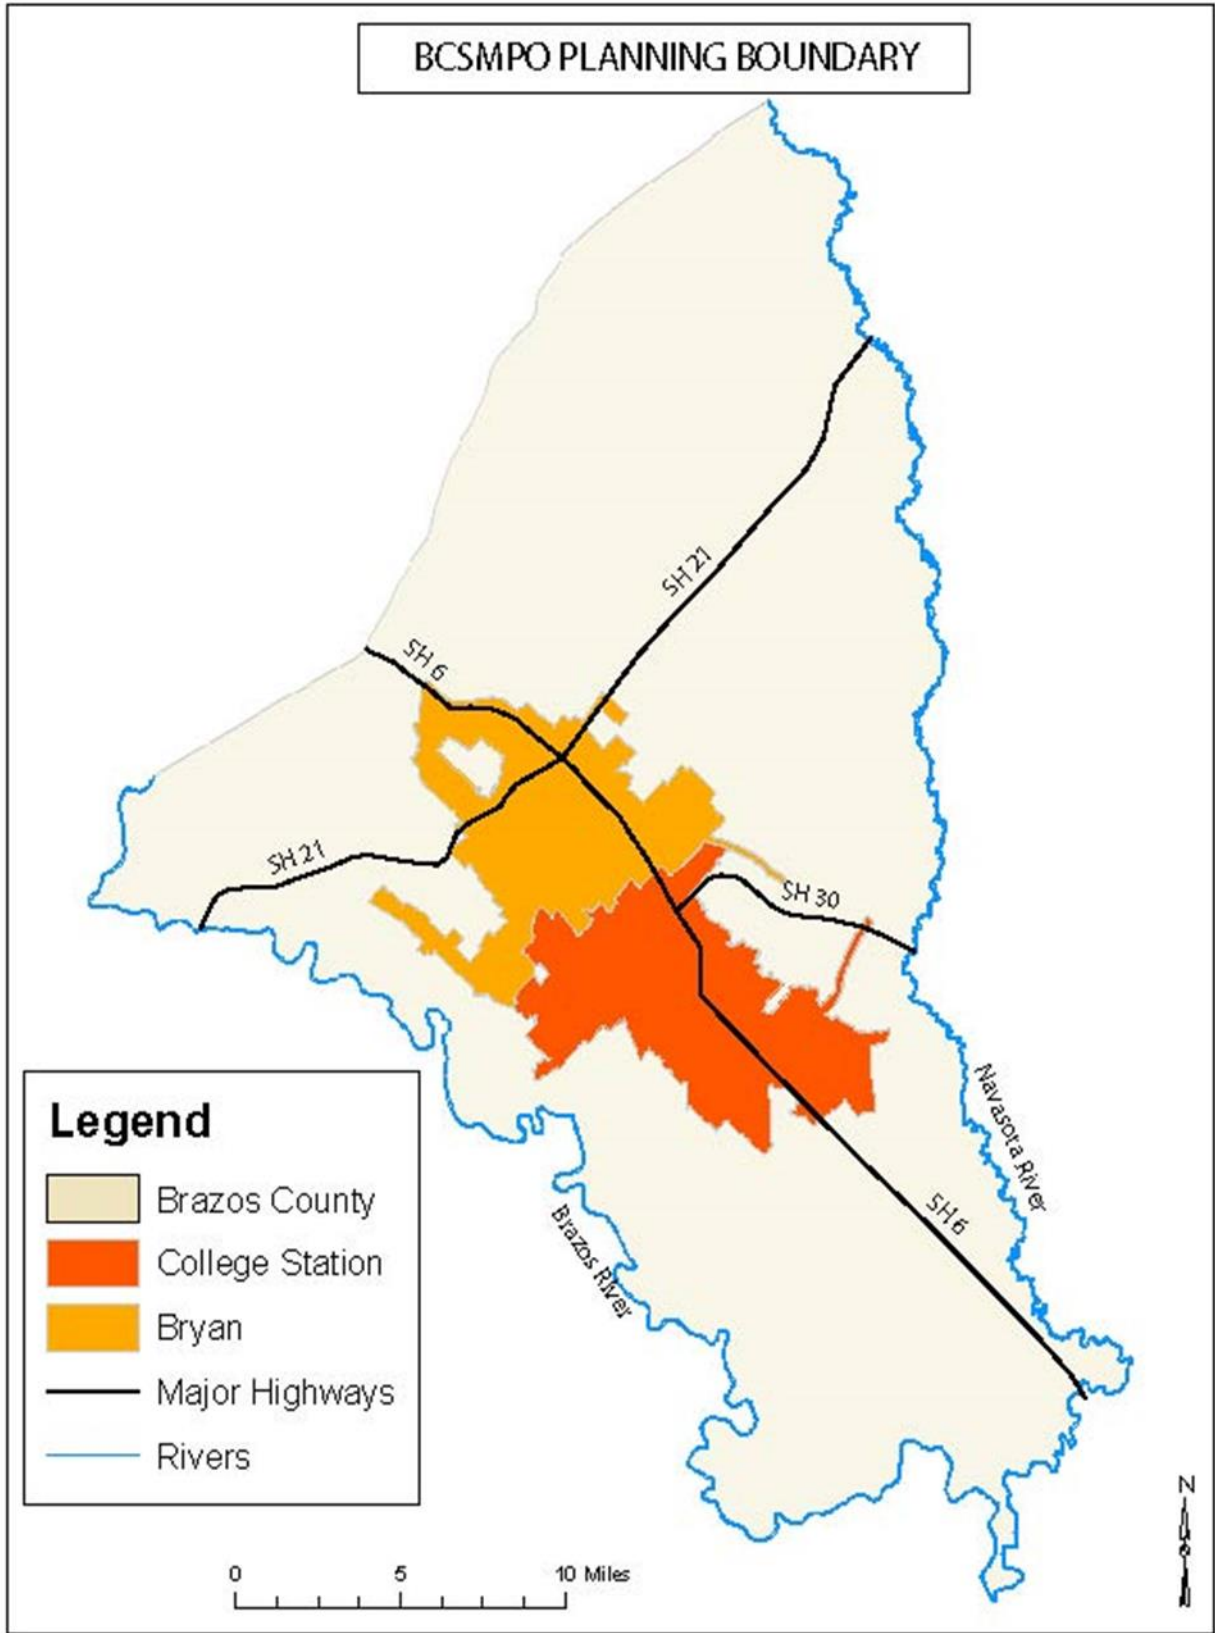 BCSMPO PLANNING BOUNDARY
SH 21
SH 6
SH 21
SH 30
Navasota River
SH 6
Brazos River
Legend
Brazos County
College Station
Bryan
Major Highways
Rivers
0 5 10 Miles
N